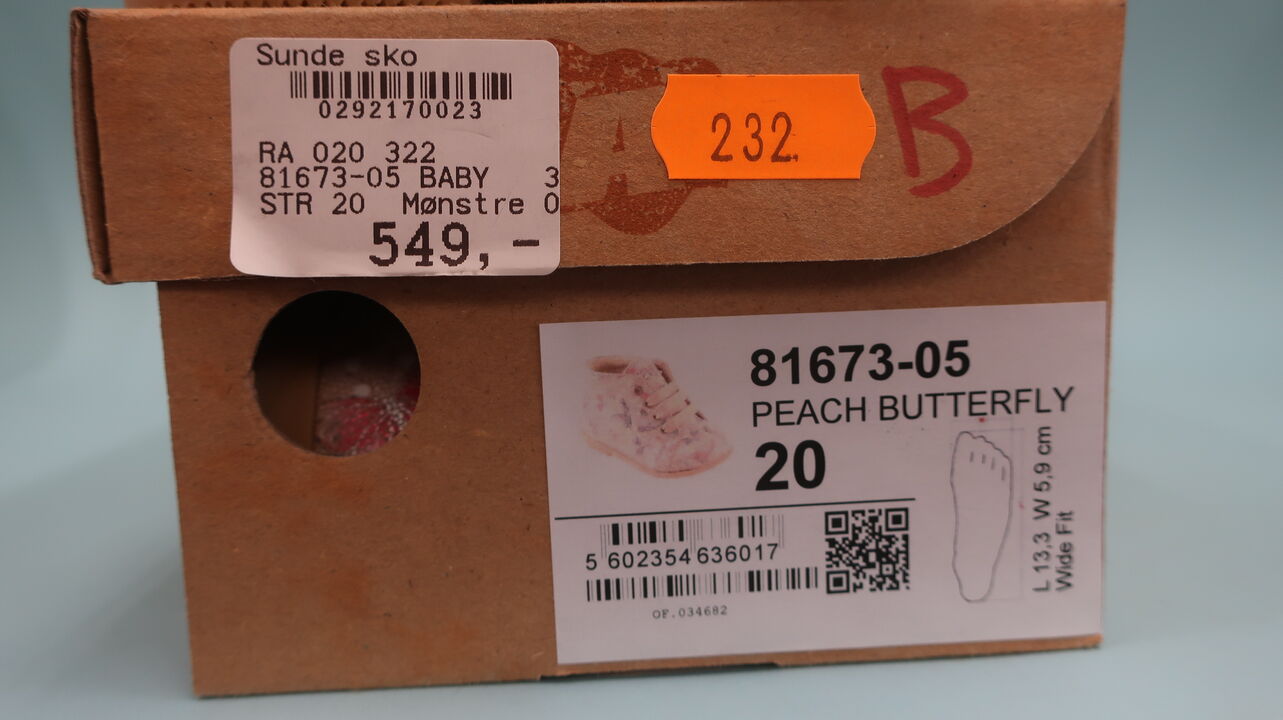 Sunde sko
0292170023
RA 020 322
81673-05 BABY 3
STR 20 Mønstre 0
549,-
232
B
81673-05
PEACH BUTTERFLY
20
5 602354 636017
OF.034682
L 13,3 W 5,9 cm
Wide Fit